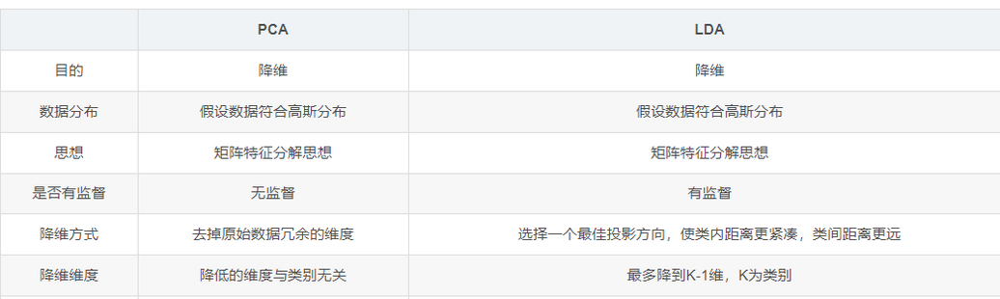 PCA LDA
目的 降维 降维
数据分布 假设数据符合高斯分布 假设数据符合高斯分布
思想 矩阵特征分解思想 矩阵特征分解思想
是否有监督 无监督 有监督
降维方式 去掉原始数据冗余的维度 选择一个最佳投影方向，使类内距离更紧凑，类间距离更远
降维维度 降低的维度与类别无关 最多降到K-1维，K为类别